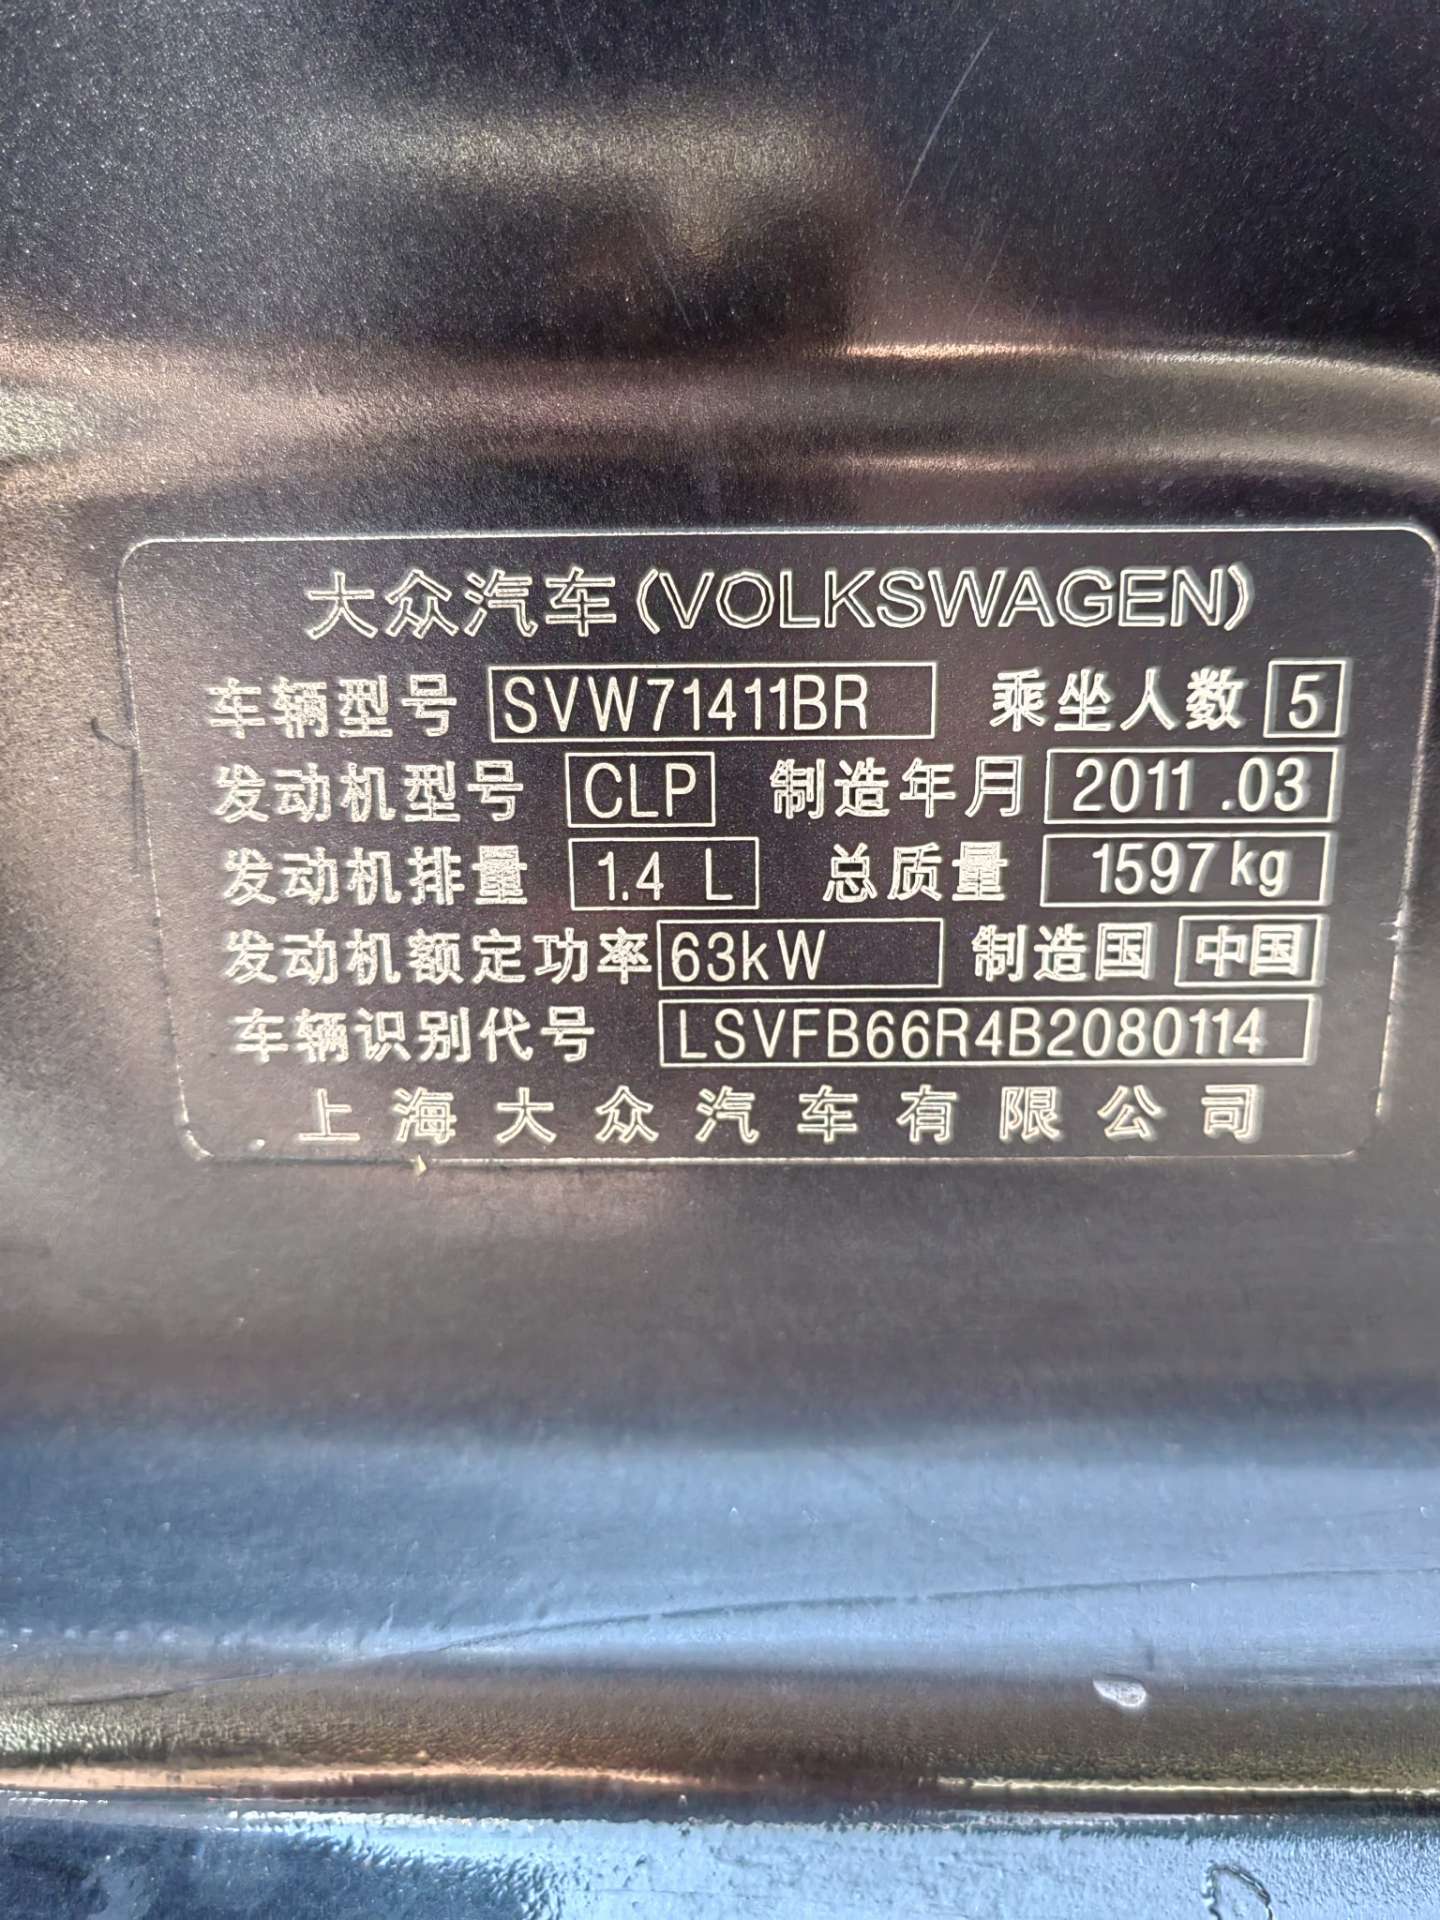 大众汽车(VOLKSWAGEN)
车辆型号 SVW71411BR 乘坐人数 5
发动机型号 CLP 制造年月 2011.03
发动机排量 1.4 L 总质量 1597kg
发动机额定功率 63kW 制造国 中国
车辆识别代号 LSVFB66R4B2080114
上海大众汽车有限公司